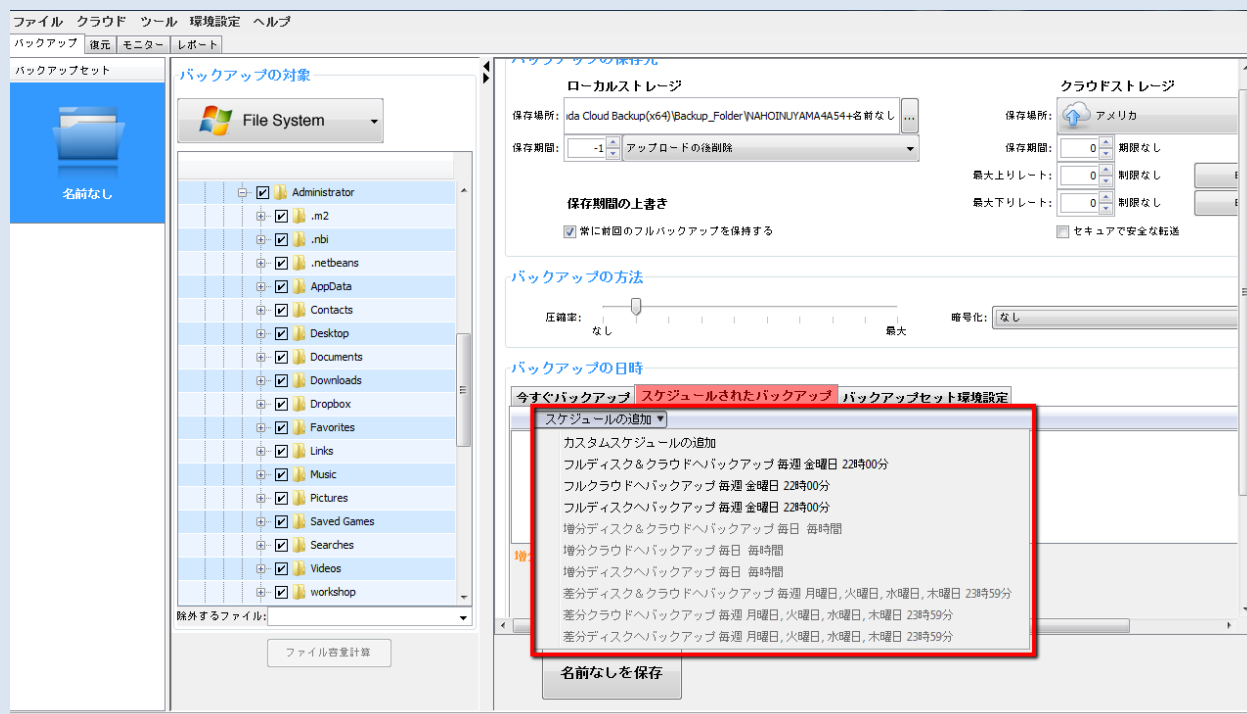 ファイル クラウド ツール 環境設定 ヘルプ
バックアップ 復元 モニター レポート
バックアップセット
名前なし
バックアップの対象
File System
Administrator
.m2
.nbi
.netbeans
AppData
Contacts
Desktop
Documents
Downloads
Dropbox
Favorites
Links
Music
Pictures
Saved Games
Searches
Videos
workshop
除外するファイル:
ファイル容量計算
バックアップの保存先
ローカルストレージ
保存場所: ida Cloud Backup(x64)\Backup_Folder\NAHOINUYAMA4A54+名前なし ...
保存期間: -1 アップロードの後削除
保存期間の上書き
常に前回のフルバックアップを保持する
クラウドストレージ
保存場所: アメリカ
保存期間: 0 期限なし
最大上りレート: 0 制限なし
最大下りレート: 0 制限なし
セキュアで安全な転送
バックアップの方法
圧縮率:
なし 最大
暗号化: なし
バックアップの日時
今すぐバックアップ スケジュールされたバックアップ バックアップセット環境設定
スケジュールの追加 ▼
カスタムスケジュールの追加
フルディスク&クラウドへバックアップ 毎週 金曜日 22時00分
フルクラウドへバックアップ 毎週 金曜日 22時00分
フルディスクへバックアップ 毎週 金曜日 22時00分
増分ディスク&クラウドへバックアップ 毎日 毎時間
増分クラウドへバックアップ 毎日 毎時間
増分ディスクへバックアップ 毎日 毎時間
差分ディスク&クラウドへバックアップ 毎週 月曜日, 火曜日, 水曜日, 木曜日 23時59分
差分クラウドへバックアップ 毎週 月曜日, 火曜日, 水曜日, 木曜日 23時59分
差分ディスクへバックアップ 毎週 月曜日, 火曜日, 水曜日, 木曜日 23時59分
名前なしを保存